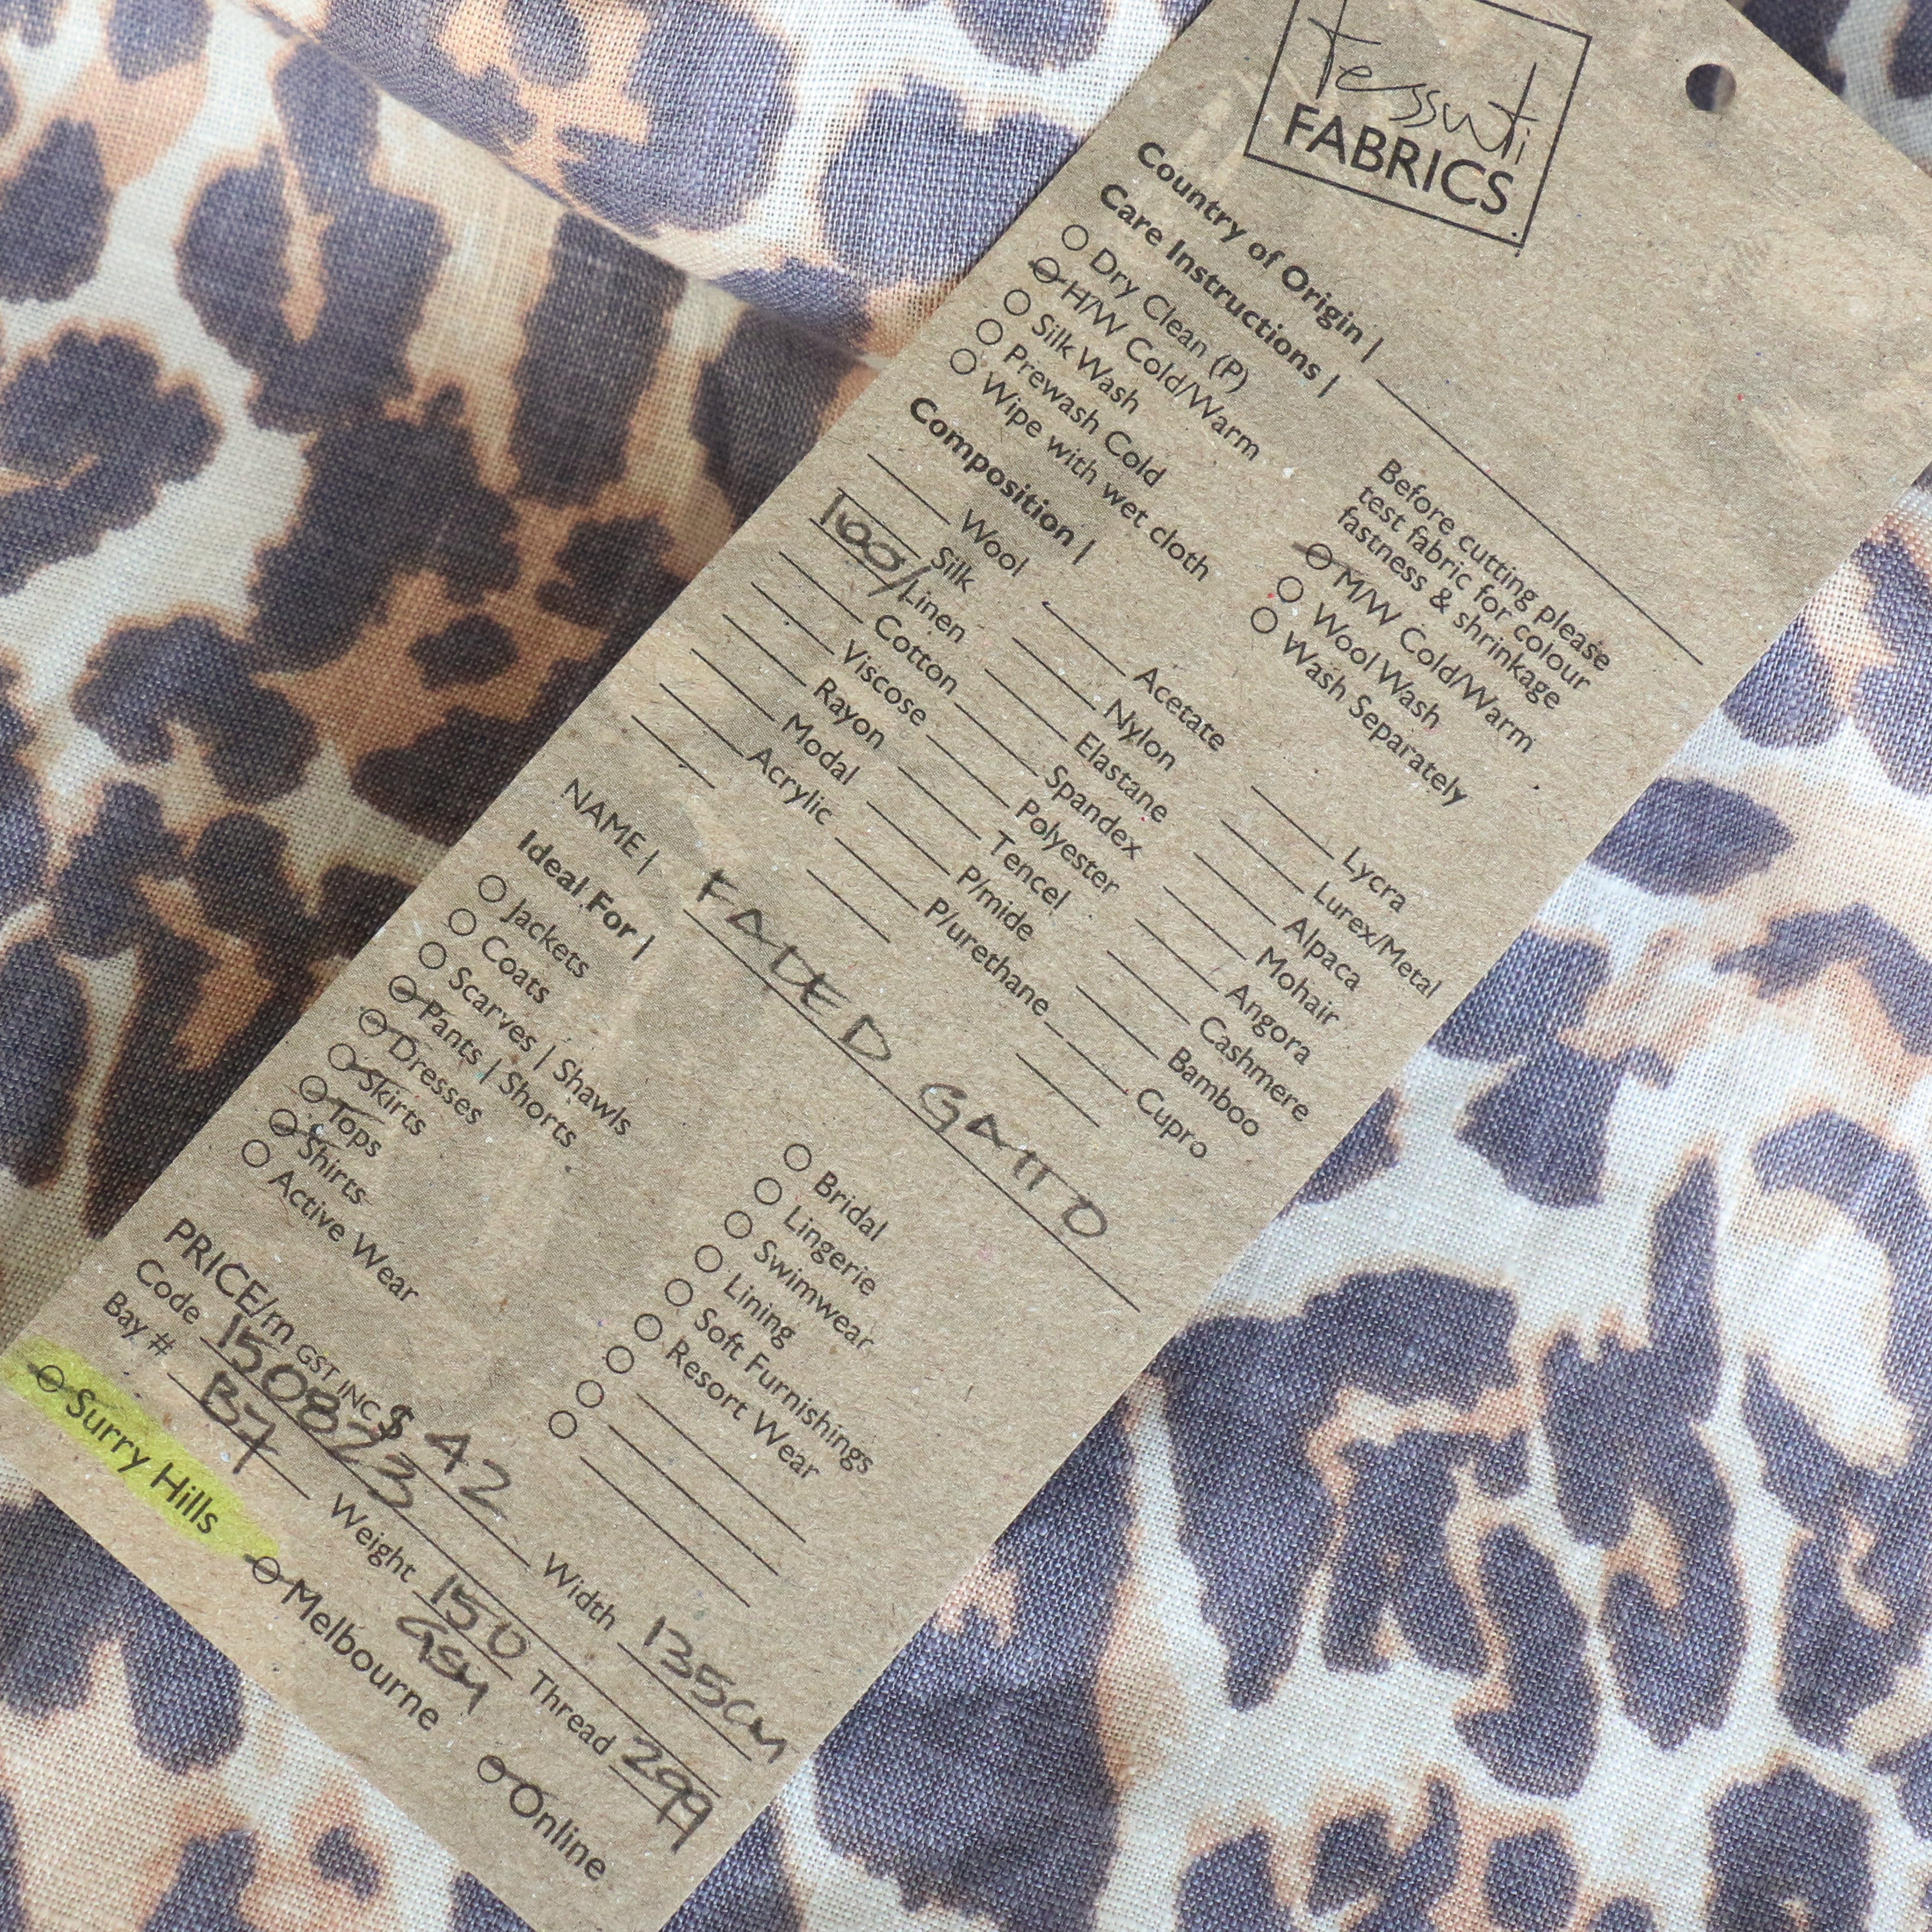 Tessuti
FABRICS
Country of Origin |
Care Instructions |
Dry Clean (P)
H/W Cold/Warm
Silk Wash
Prewash Cold
Wipe with wet cloth
Before cutting please
test fabric for colour
fastness & shrinkage
M/W Cold/Warm
Wool Wash
Wash Separately
Composition |
Wool
Silk
100/ Linen
Cotton
Viscose
Rayon
Modal
Acrylic
Acetate
Nylon
Elastane
Spandex
Polyester
Tencel
P/mide
P/urethane
Lycra
Lurex/Metal
Alpaca
Mohair
Angora
Cashmere
Bamboo
Cupro
NAME | FADED GATTO
Ideal For |
Jackets
Coats
Scarves | Shawls
Pants | Shorts
Dresses
Skirts
Tops
Shirts
Active Wear
Bridal
Lingerie
Swimwear
Lining
Soft Furnishings
Resort Wear
PRICE/m GST INC $ 42 Width 135cm
Code 150823 Thread 299
Bay # B7 Weight 150 GSM
Surry Hills Melbourne Online